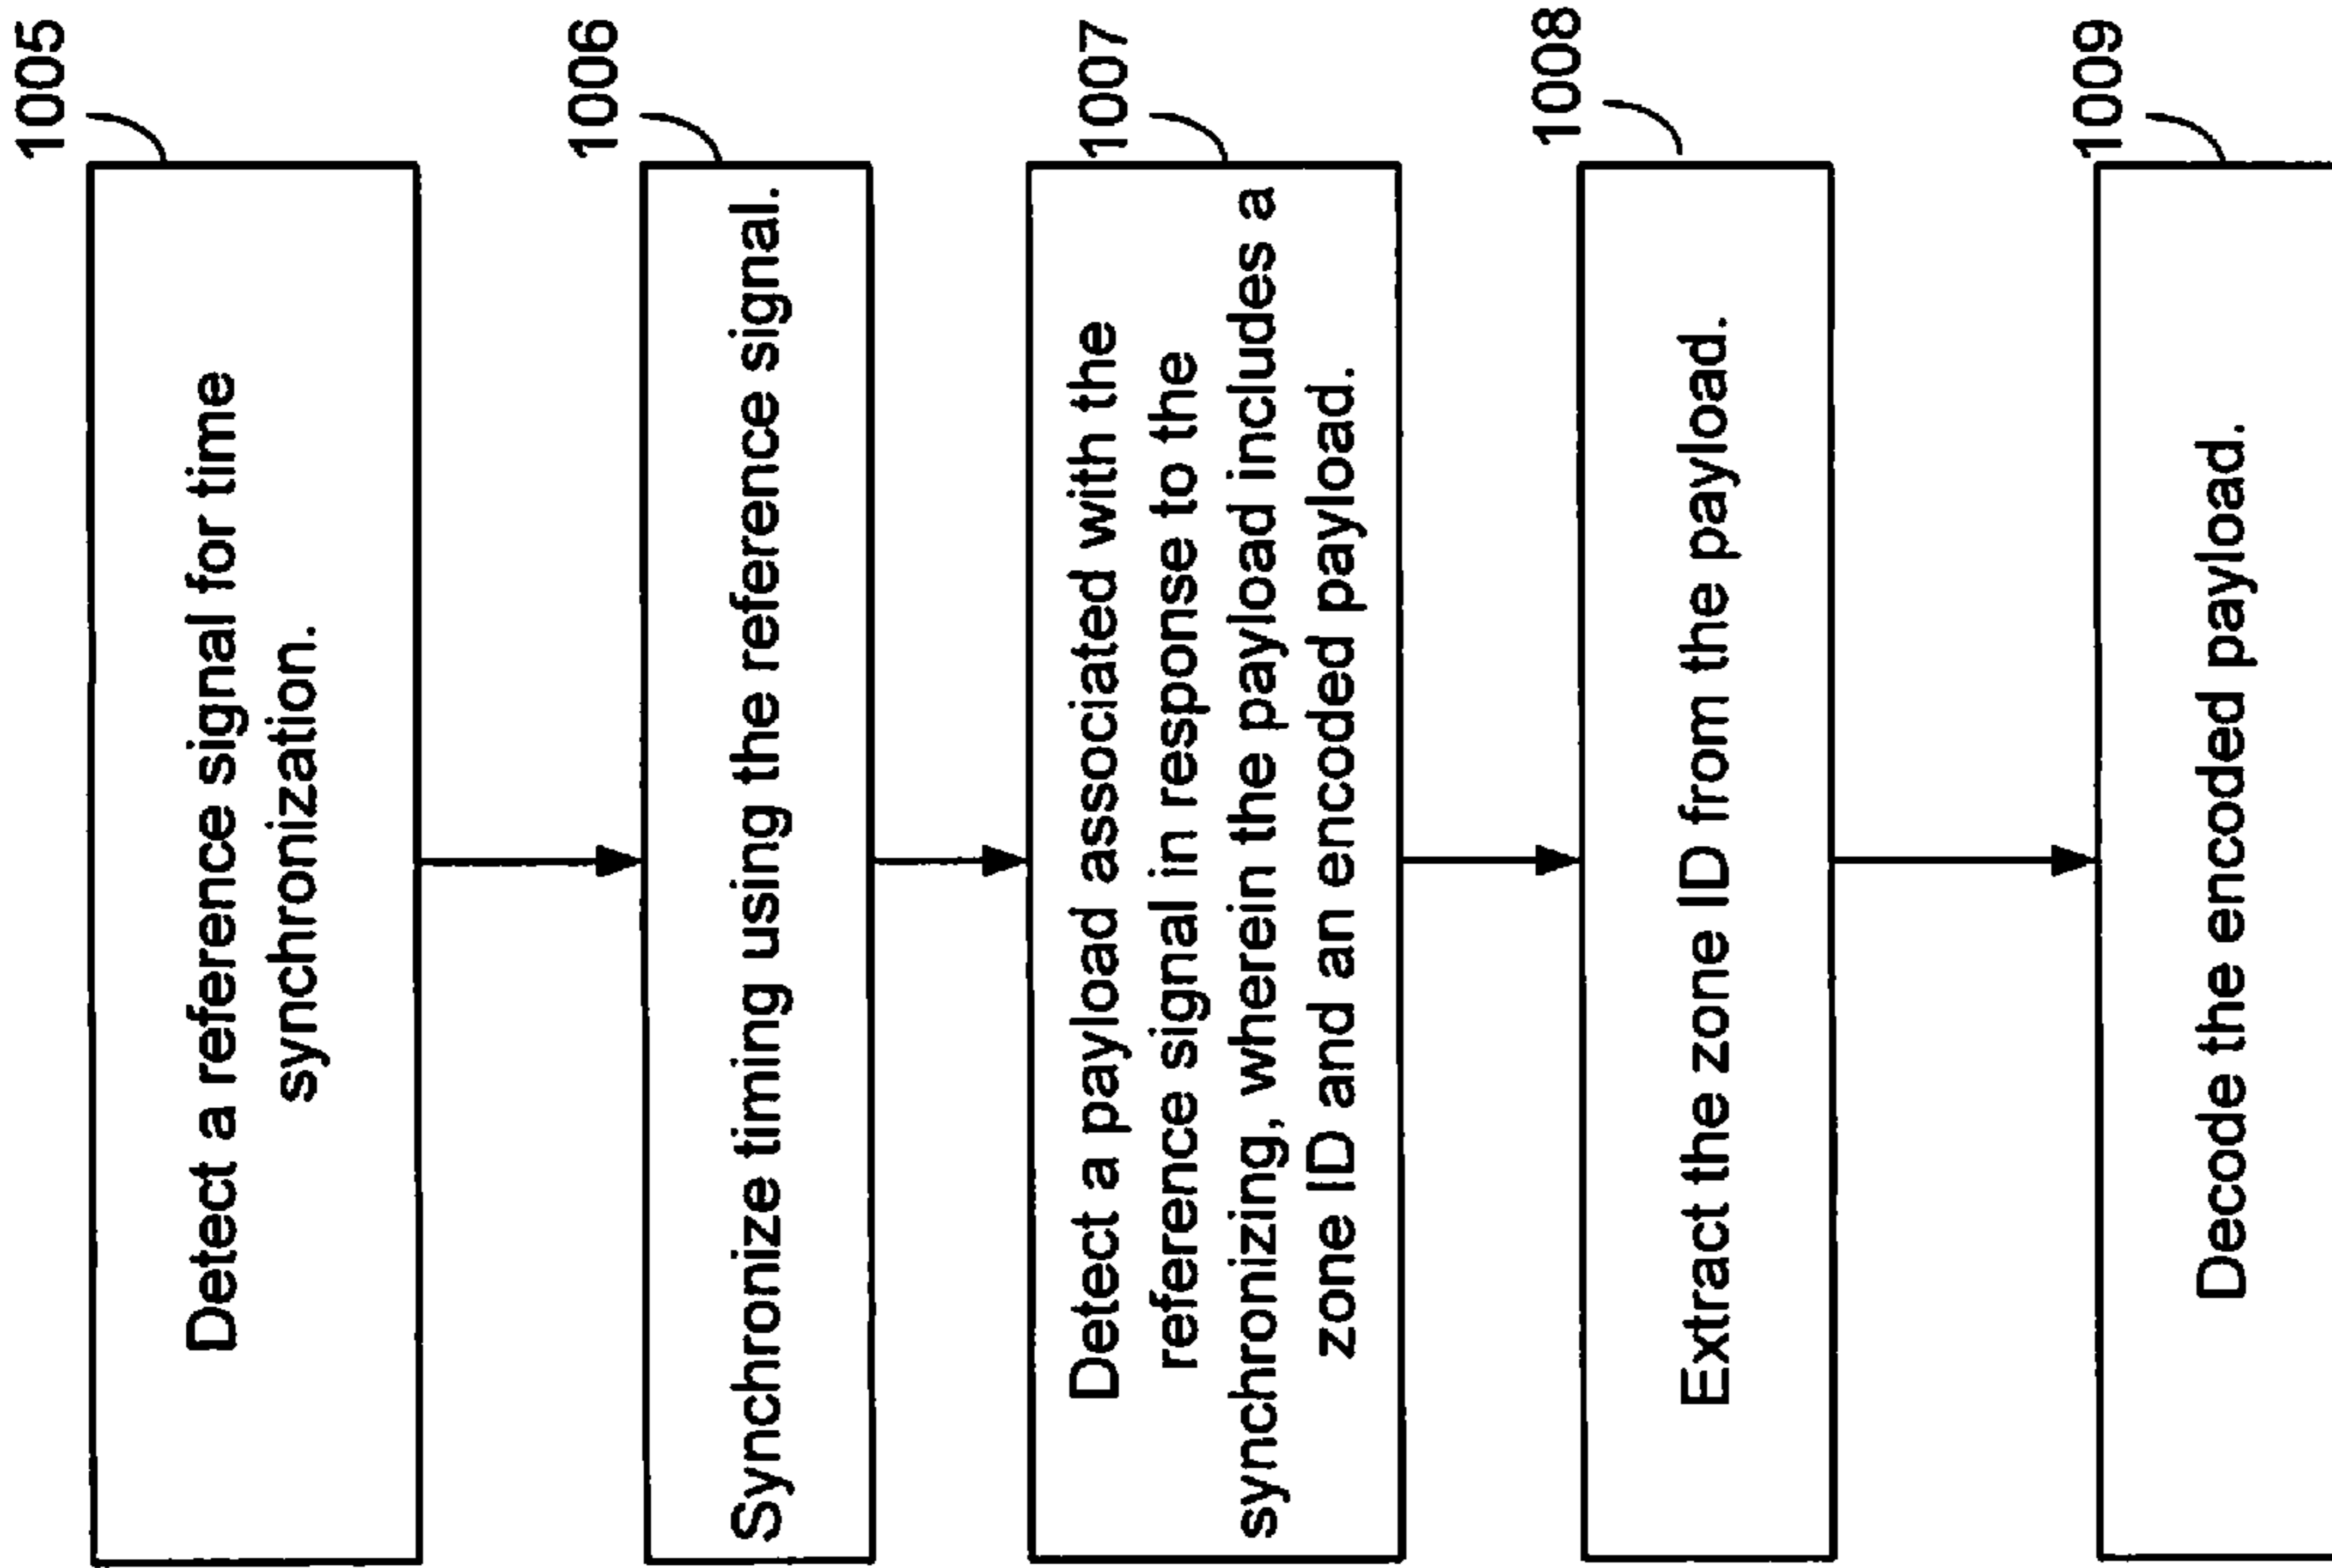 1005
Detect a reference signal for time
synchronization.
1006
Synchronize timing using the reference signal.
1007
Detect a payload associated with the
reference signal in response to the
synchronizing, wherein the payload includes a
zone ID and an encoded payload.
1008
Extract the zone ID from the payload.
1009
Decode the encoded payload.